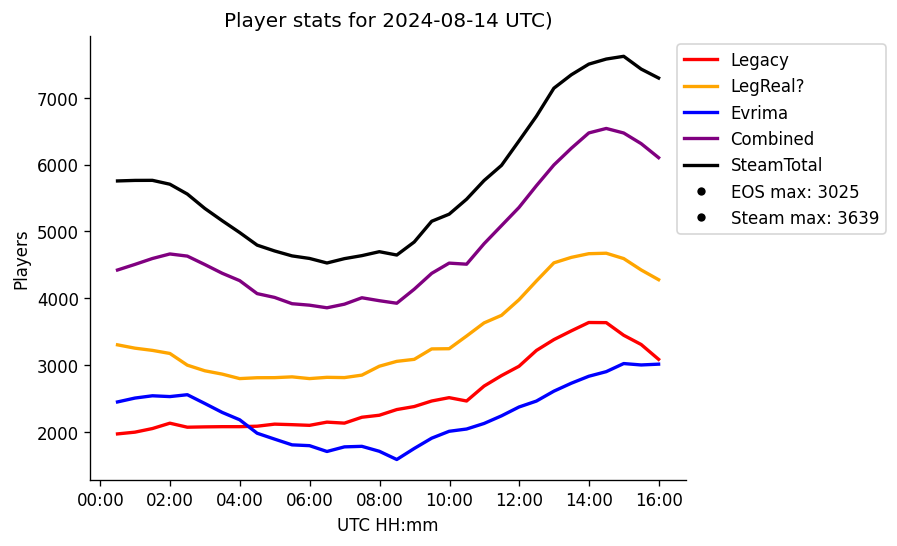 Player stats for 2024-08-14 UTC)
Players
7000
6000
5000
4000
3000
2000
00:00 02:00 04:00 06:00 08:00 10:00 12:00 14:00 16:00
UTC HH:mm
Legacy
LegReal?
Evrima
Combined
SteamTotal
EOS max: 3025
Steam max: 3639